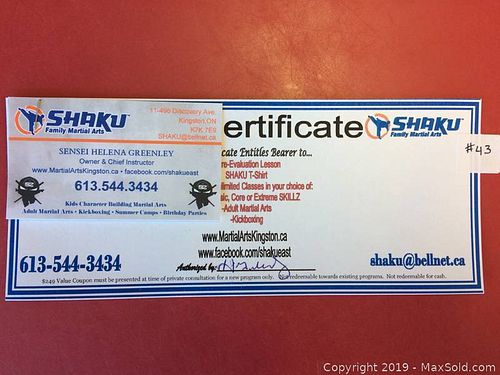 SHAKU
Family Martial Arts
11-496 Discovery Ave.
Kingston, ON
K7K 7E9
SHAKU@bellnet.ca
SENSEI HELENA GREENLEY
Owner & Chief Instructor
www.MartialArtsKingston.ca • facebook.com/shakueast
613.544.3434
Kids Character Building Martial Arts
Adult Martial Arts • Kickboxing • Summer Camps • Birthday Parties
ertificate
SHAKU
Family Martial Arts
#43
cate Entitles Bearer to...
re-Evaluation Lesson
SHAKU T-Shirt
limited Classes in your choice of:
ic, Core or Extreme SKILLZ
-Adult Martial Arts
-Kickboxing
www.MartialArtsKingston.ca
www.facebook.com/shakueast
613-544-3434
Authorized by:
shaku@bellnet.ca
$249 Value Coupon must be presented at time of private consultation for a new program only. Not redeemable towards existing programs. Not redeemable for cash.
Copyright © 2019 - MaxSold.com